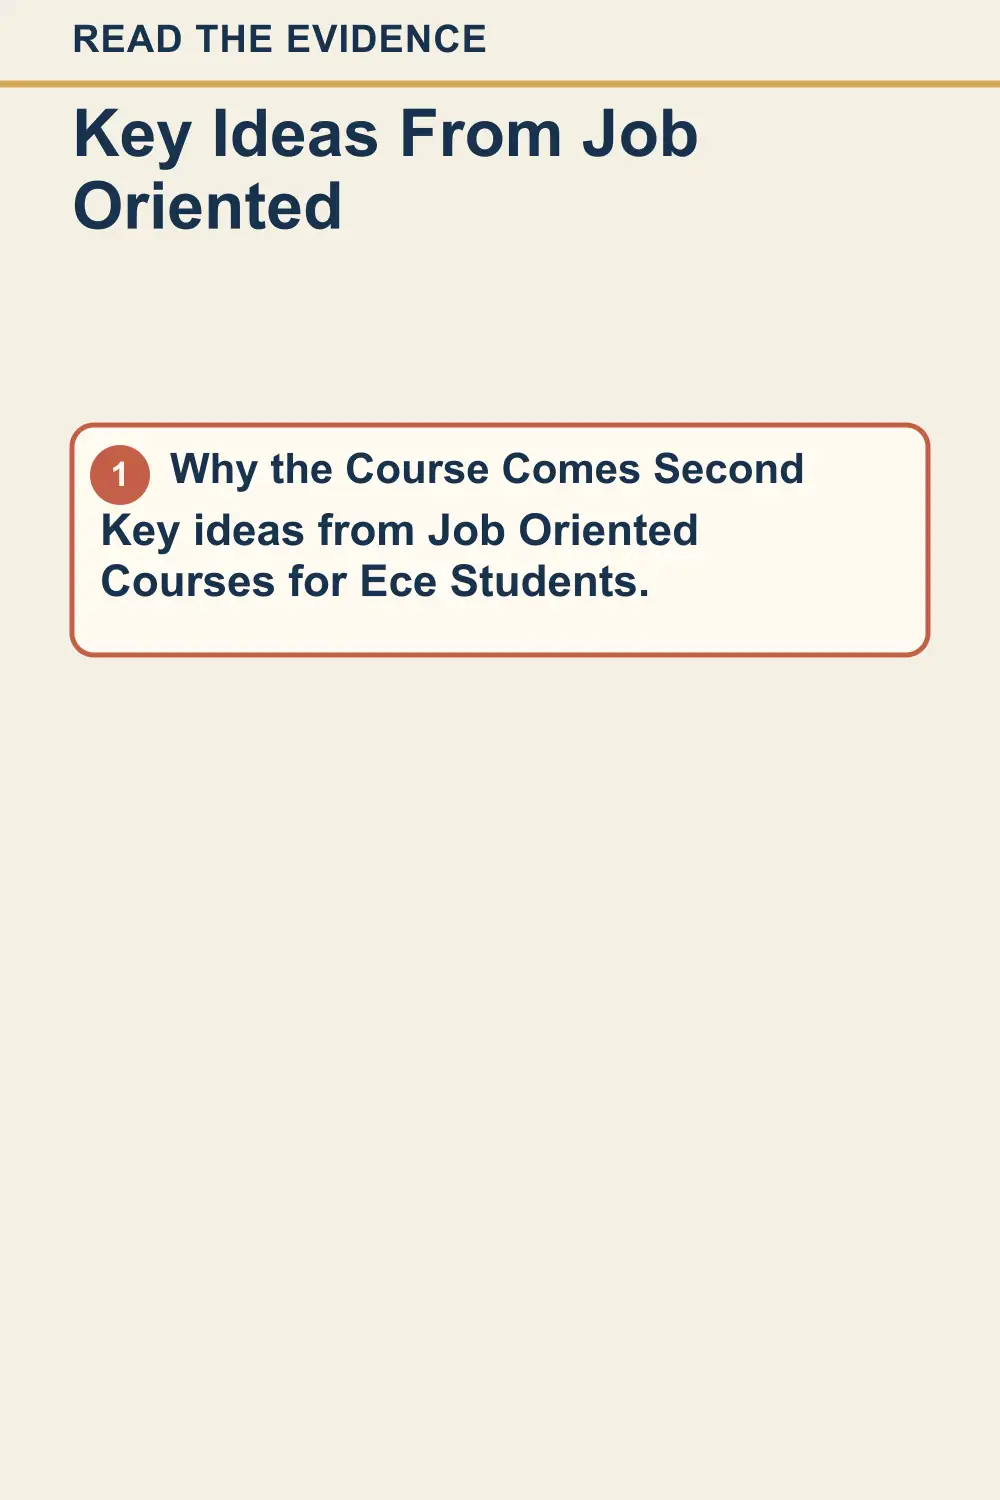 READ THE EVIDENCE
Key Ideas From Job
Oriented
1 Why the Course Comes Second
Key ideas from Job Oriented
Courses for Ece Students.